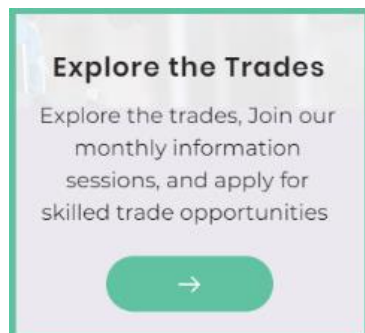 Explore the Trades
Explore the trades, Join our
monthly information
sessions, and apply for
skilled trade opportunities
→